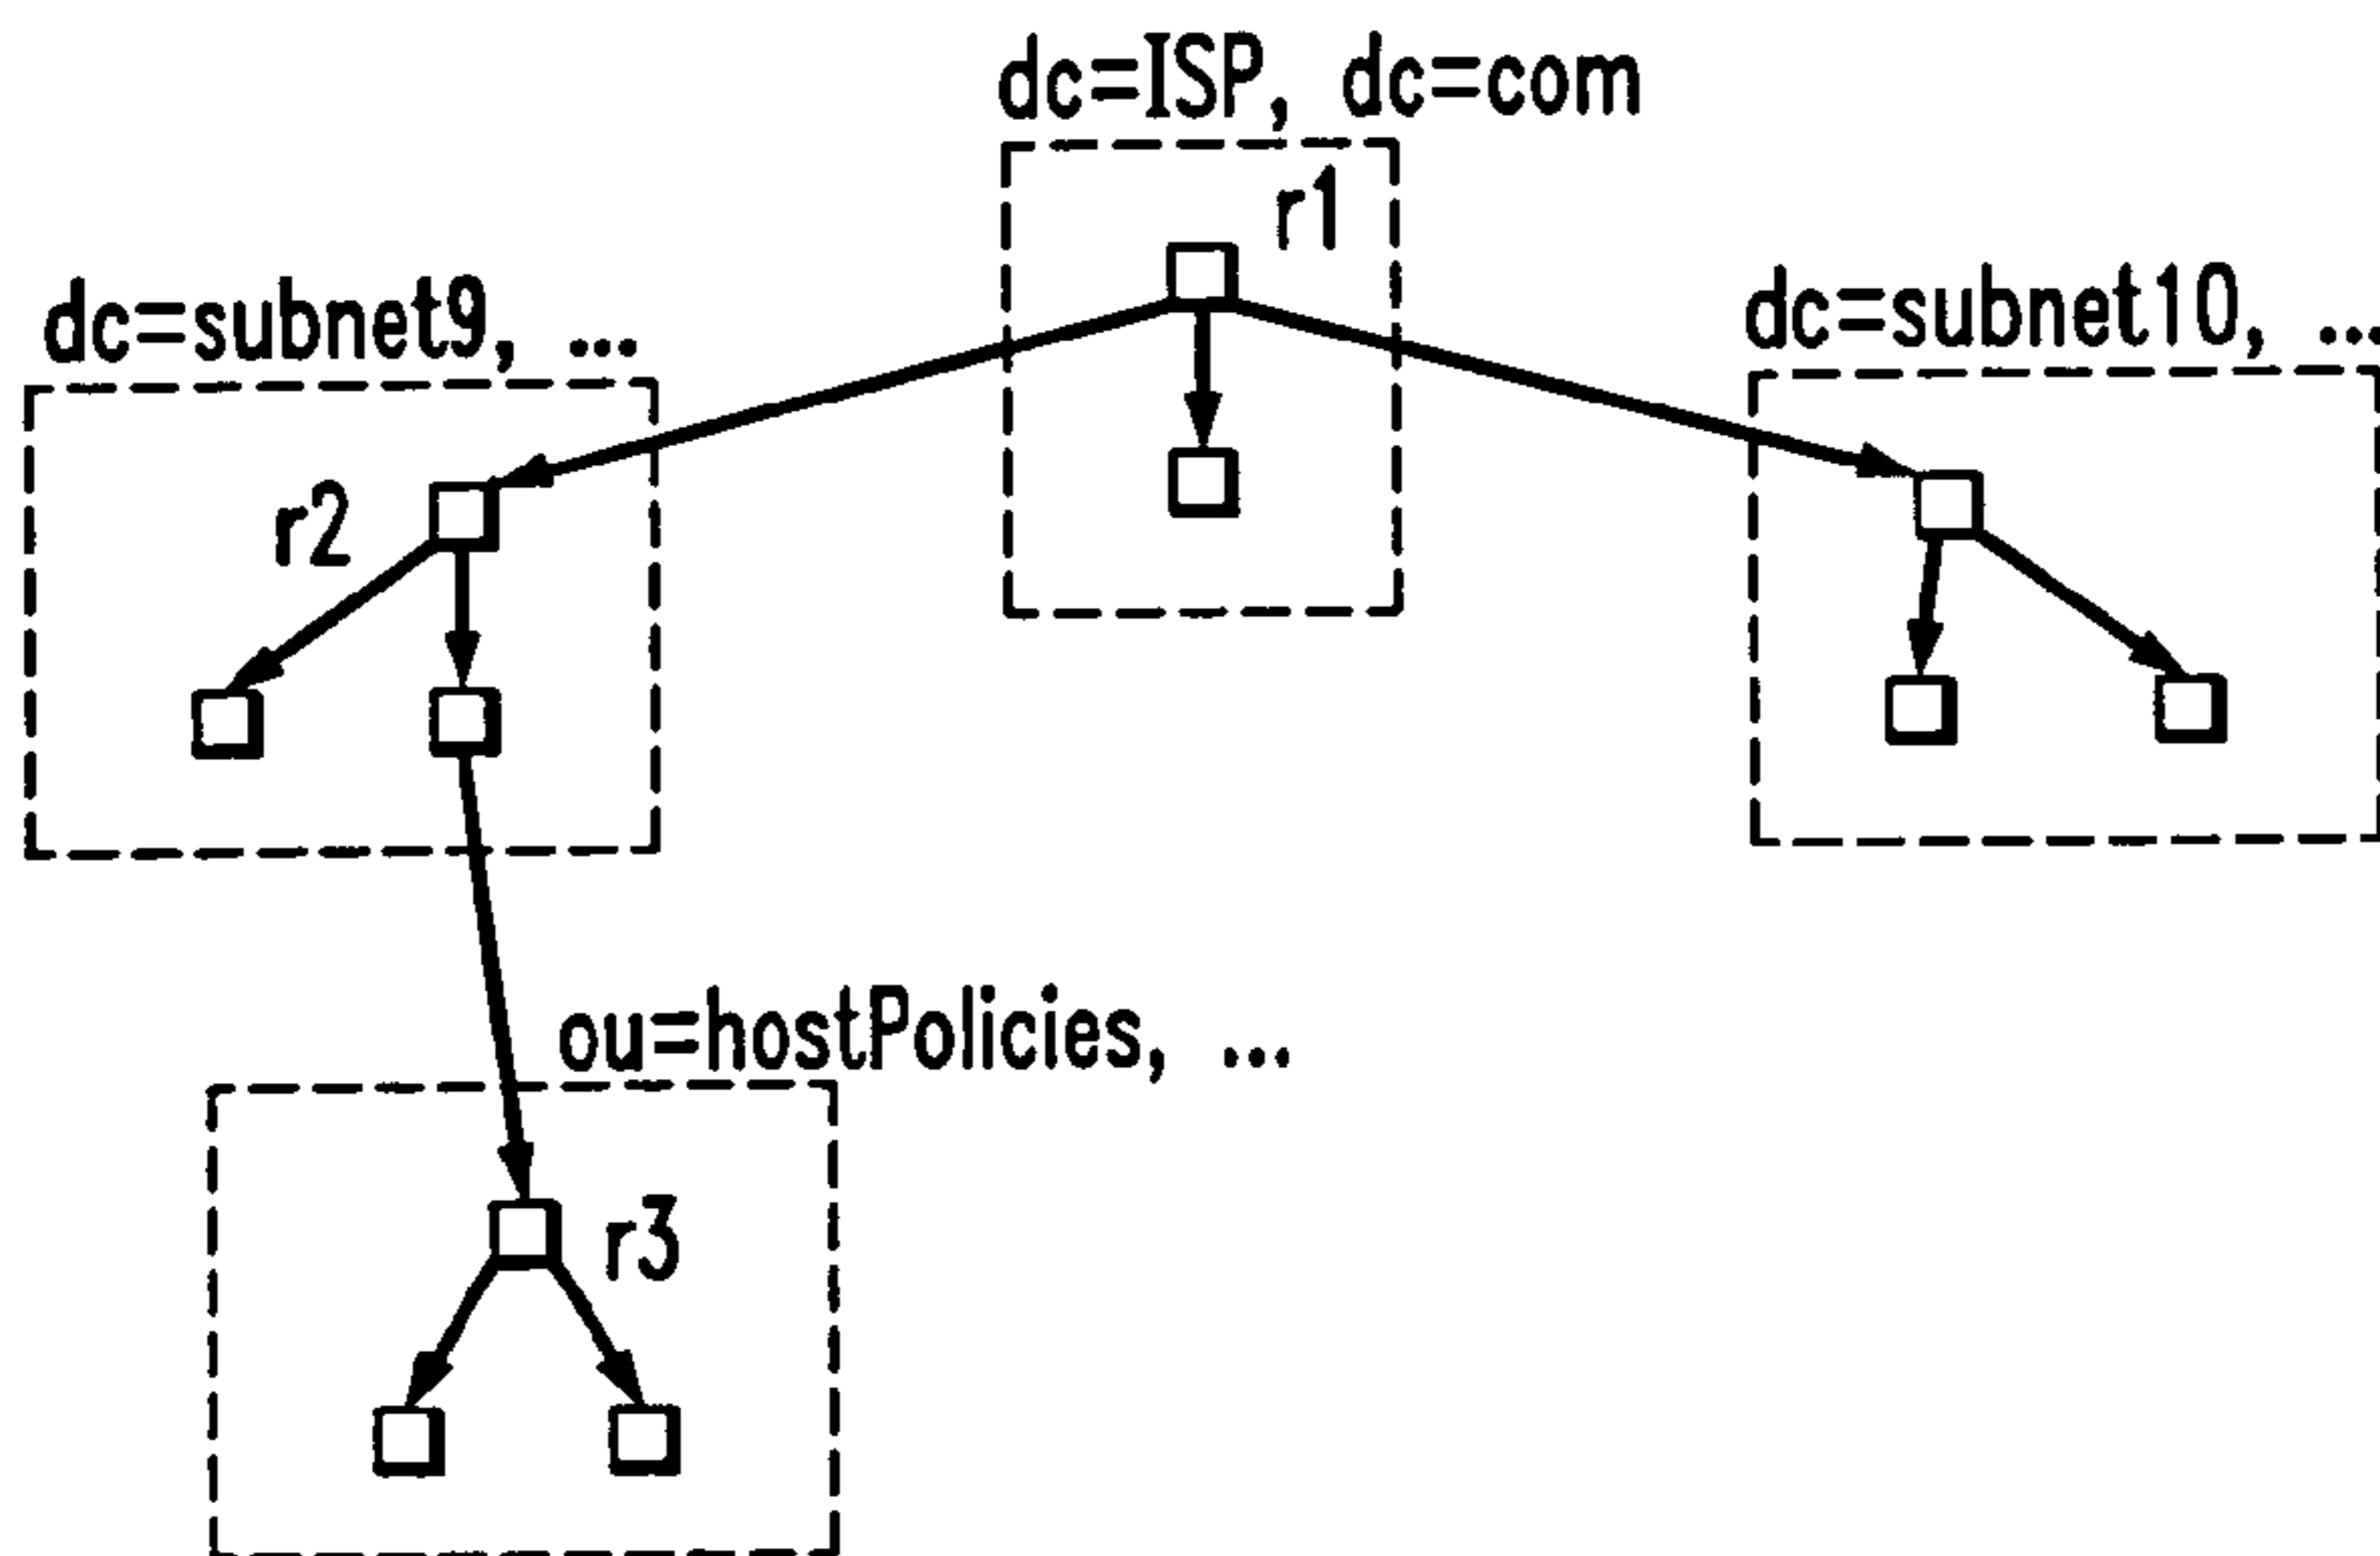 dc=ISP, dc=com
r1
dc=subnet9, ...
dc=subnet10, ...
r2
ou=hostPolicies, ...
r3